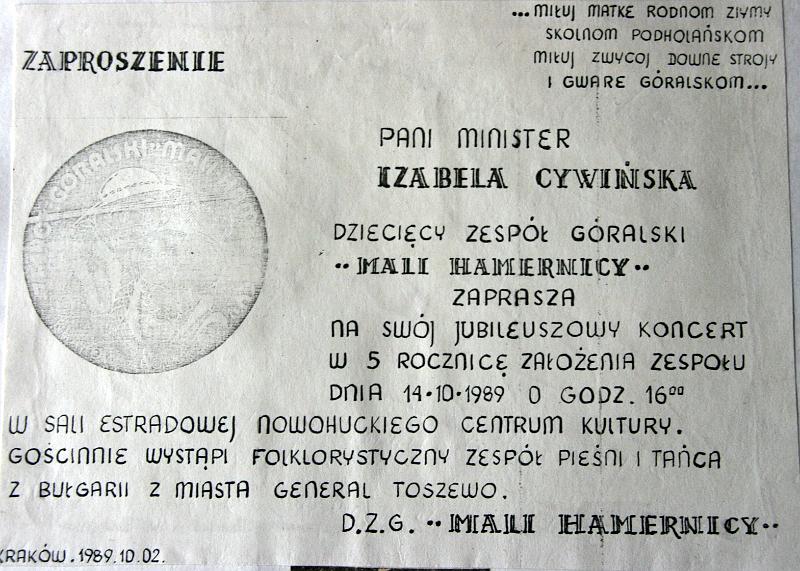 ...MIŁUJ MATKE RODNOM ZIYMY
SKOLNOM PODHOLAŃSKOM
MIŁUJ ZWYCOJ DOWNE STROJY
I GWARE GÓRALSKOM...
ZAPROSZENIE
PANI MINISTER
IZABELA CYWIŃSKA
DZIECIĘCY ZESPÓŁ GÓRALSKI
"MALI HAMERNICY"
ZAPRASZA
NA SWÓJ JUBILEUSZOWY KONCERT
W 5 ROCZNICĘ ZAŁOŻENIA ZESPOŁU
DNIA 14·10·1989 O GODZ. 16⁰⁰
W SALI ESTRADOWEJ NOWOHUCKIEGO CENTRUM KULTURY.
GOŚCINNIE WYSTĄPI FOLKLORYSTYCZNY ZESPÓŁ PIEŚNI I TAŃCA
Z BUŁGARII Z MIASTA GENERAL TOSZEWO.
D.Z.G. "MALI HAMERNICY"
KRAKÓW.1989.10.02.
GÓRALSKI